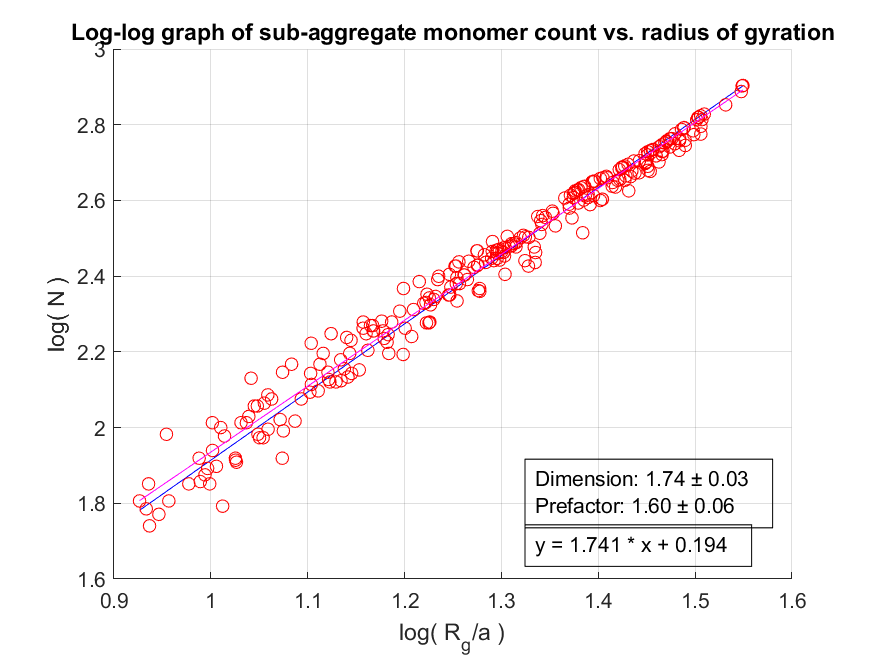 Log-log graph of sub-aggregate monomer count vs. radius of gyration
3
2.8
2.6
2.4
2.2
2
1.8
1.6
log( N )
Dimension: 1.74 ± 0.03
Prefactor: 1.60 ± 0.06
y = 1.741 * x + 0.194
0.9 1 1.1 1.2 1.3 1.4 1.5 1.6
log( R_g/a )